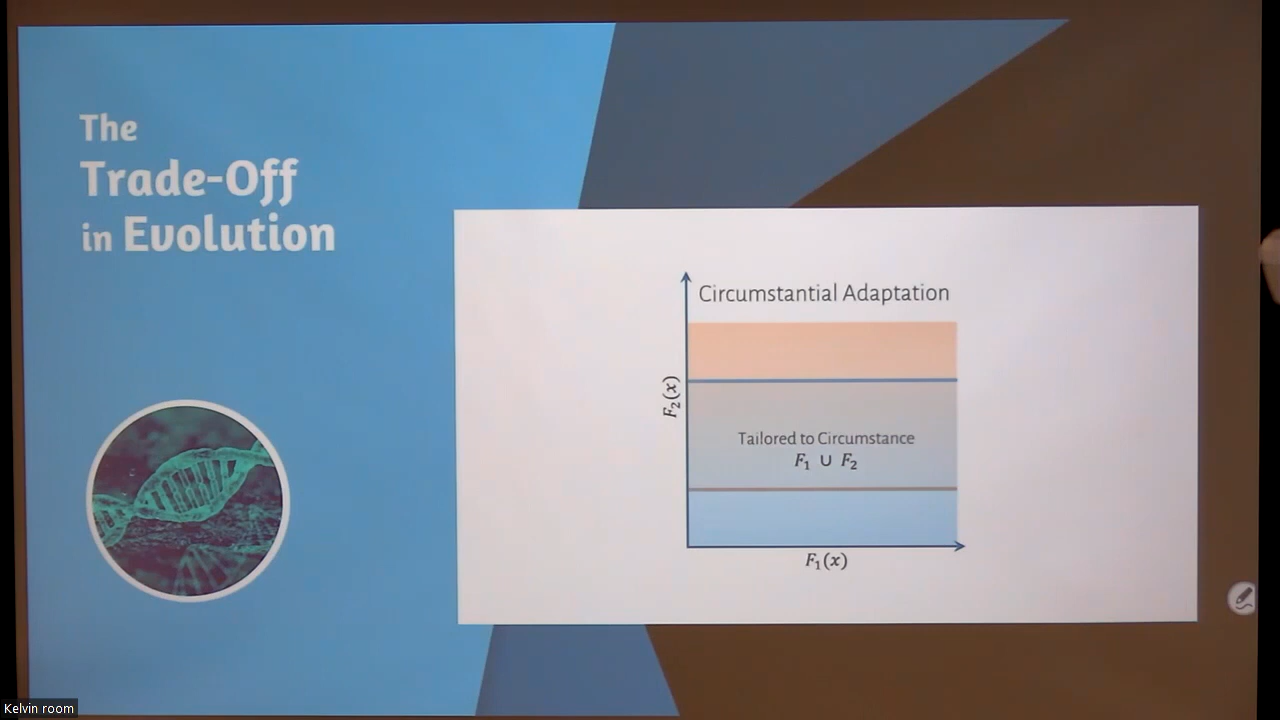 The
Trade-Off
in Evolution
Circumstantial Adaptation
F₂(x)
Tailored to Circumstance
F₁ ∪ F₂
F₁(x)
Kelvin room